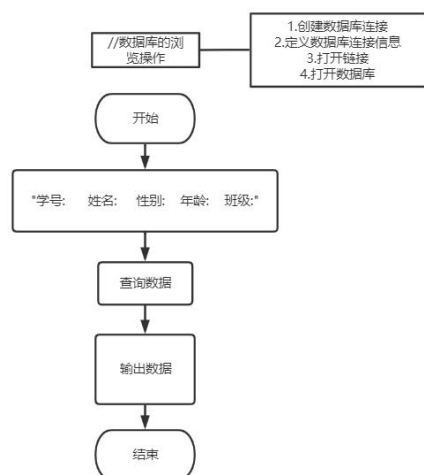 //数据库的浏
览操作
1.创建数据库连接
2.定义数据库连接信息
3.打开链接
4.打开数据库
开始
"学号: 姓名: 性别: 年龄: 班级:"
查询数据
输出数据
结束